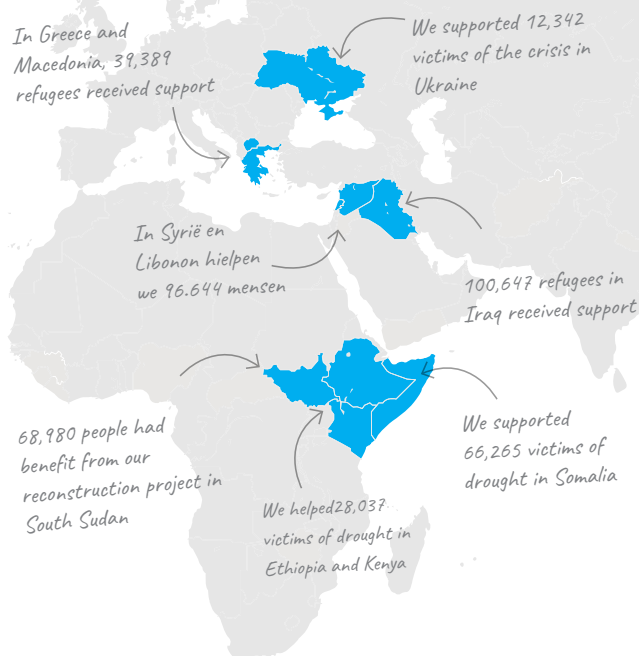 In Greece and
Macedonia, 39,389
refugees received support
We supported 12,342
victims of the crisis in
Ukraine
In Syrië en
Libonon hielpen
we 96.644 mensen
100,647 refugees in
Iraq received support
68,980 people had
benefit from our
reconstruction project in
South Sudan
We helped28,037
victims of drought in
Ethiopia and Kenya
We supported
66,265 victims of
drought in Somalia